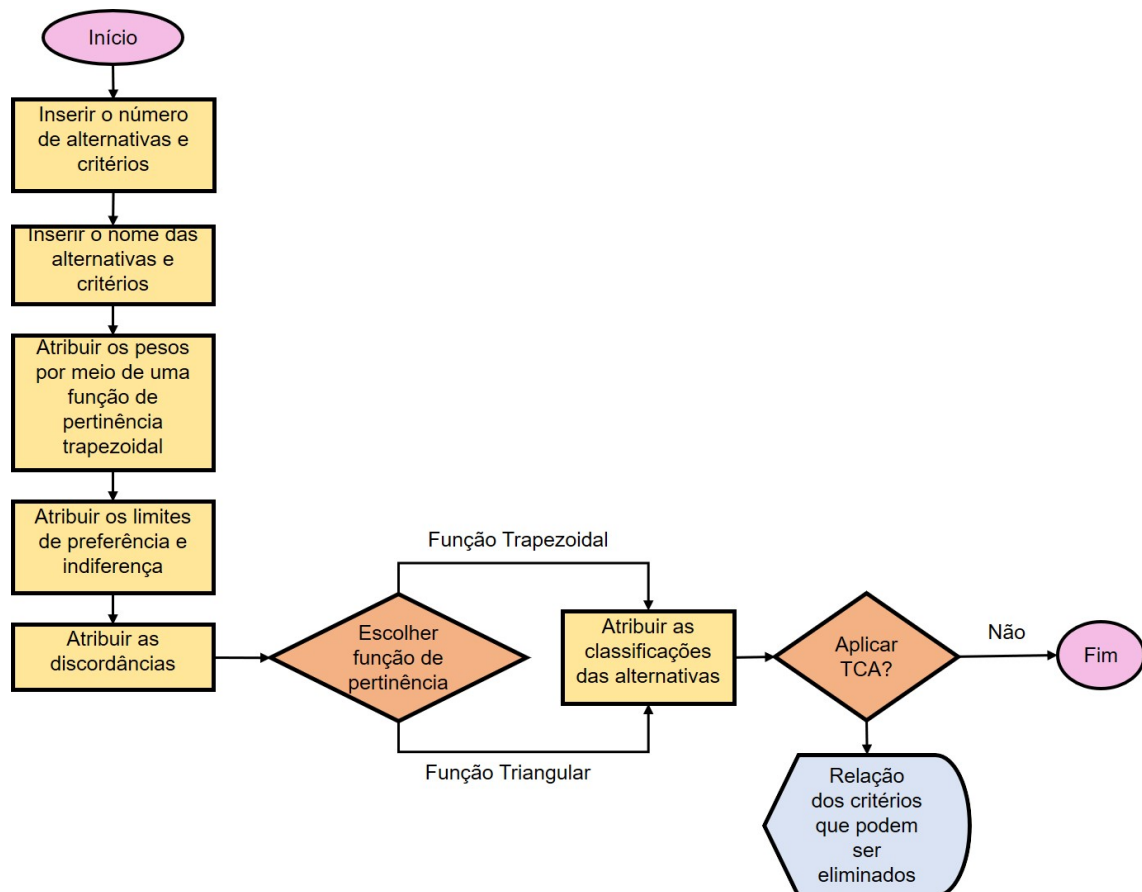 Início
Inserir o número
de alternativas e
critérios
Inserir o nome das
alternativas e
critérios
Atribuir os pesos
por meio de uma
função de
pertinência
trapezoidal
Atribuir os limites
de preferência e
indiferença
Atribuir as
discordâncias
Escolher
função de
pertinência
Função Trapezoidal
Função Triangular
Atribuir as
classificações
das alternativas
Aplicar
TCA?
Não
Fim
Relação
dos critérios
que podem
ser
eliminados